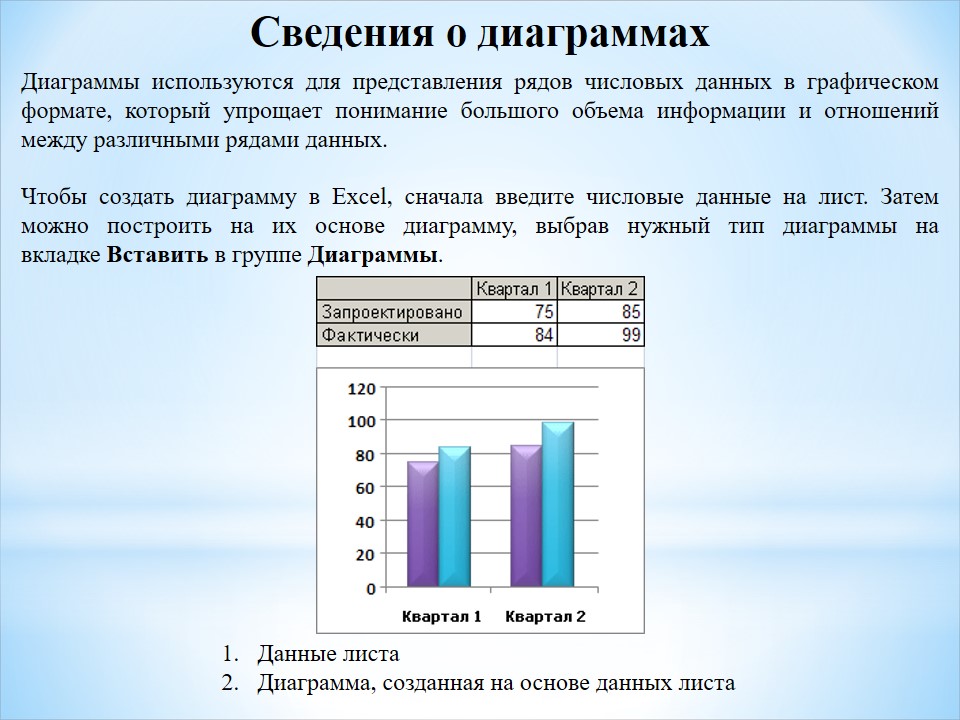 Сведения о диаграммах
Диаграммы используются для представления рядов числовых данных в графическом
формате, который упрощает понимание большого объема информации и отношений
между различными рядами данных.
Чтобы создать диаграмму в Excel, сначала введите числовые данные на лист. Затем
можно построить на их основе диаграмму, выбрав нужный тип диаграммы на
вкладке Вставить в группе Диаграммы.
Квартал 1 Квартал 2
Запроектировано 75 85
Фактически 84 99
120
100
80
60
40
20
0
Квартал 1 Квартал 2
1. Данные листа
2. Диаграмма, созданная на основе данных листа